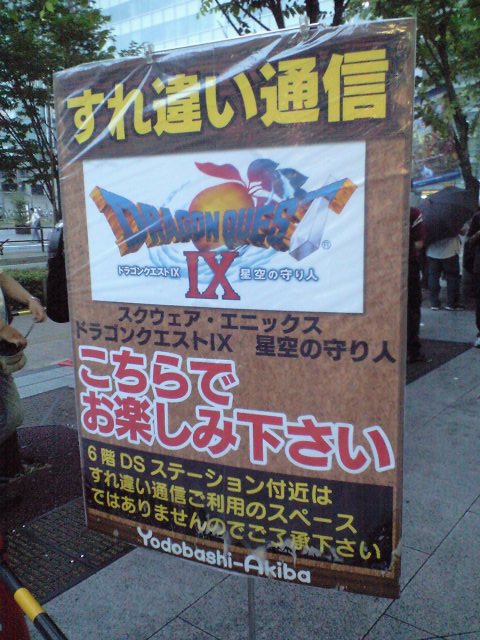 すれ違い通信
DRAGON QUEST
®
IX
ドラゴンクエストIX 星空の守り人
スクウェア・エニックス
ドラゴンクエストIX 星空の守り人
こちらで
お楽しみ下さい
6階DSステーション付近は
すれ違い通信ご利用のスペース
ではありませんのでご了承下さい
Yodobashi-Akiba